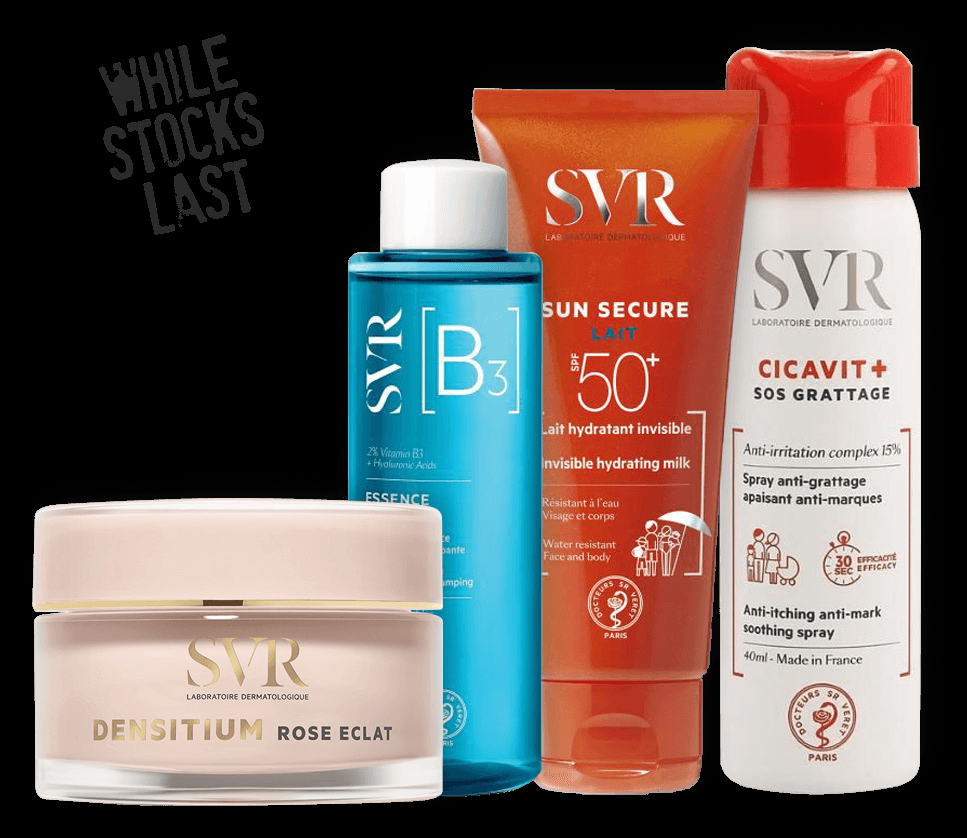 WHILE
STOCKS
LAST
SVR
LABORATOIRE DERMATOLOGIQUE
DENSITIUM ROSE ECLAT
SVR
[B3]
2% Vitamin B3
+ Hyaluronic Acids
ESSENCE
SVR
LABORATOIRE DERMATOLOGIQUE
SUN SECURE
LAIT
SPF 50+
Lait hydratant invisible
Invisible hydrating milk
Résistant à l'eau
Visage et corps
Water resistant
Face and body
DOCTEURS SR VERET
PARIS
SVR
LABORATOIRE DERMATOLOGIQUE
CICAVIT+
SOS GRATTAGE
Anti-irritation complex 15%
Spray anti-grattage
apaisant anti-marques
30 SEC
EFFICACITÉ
EFFICACY
Anti-itching anti-mark
soothing spray
40ml - Made in France
DOCTEURS SR VERET
PARIS